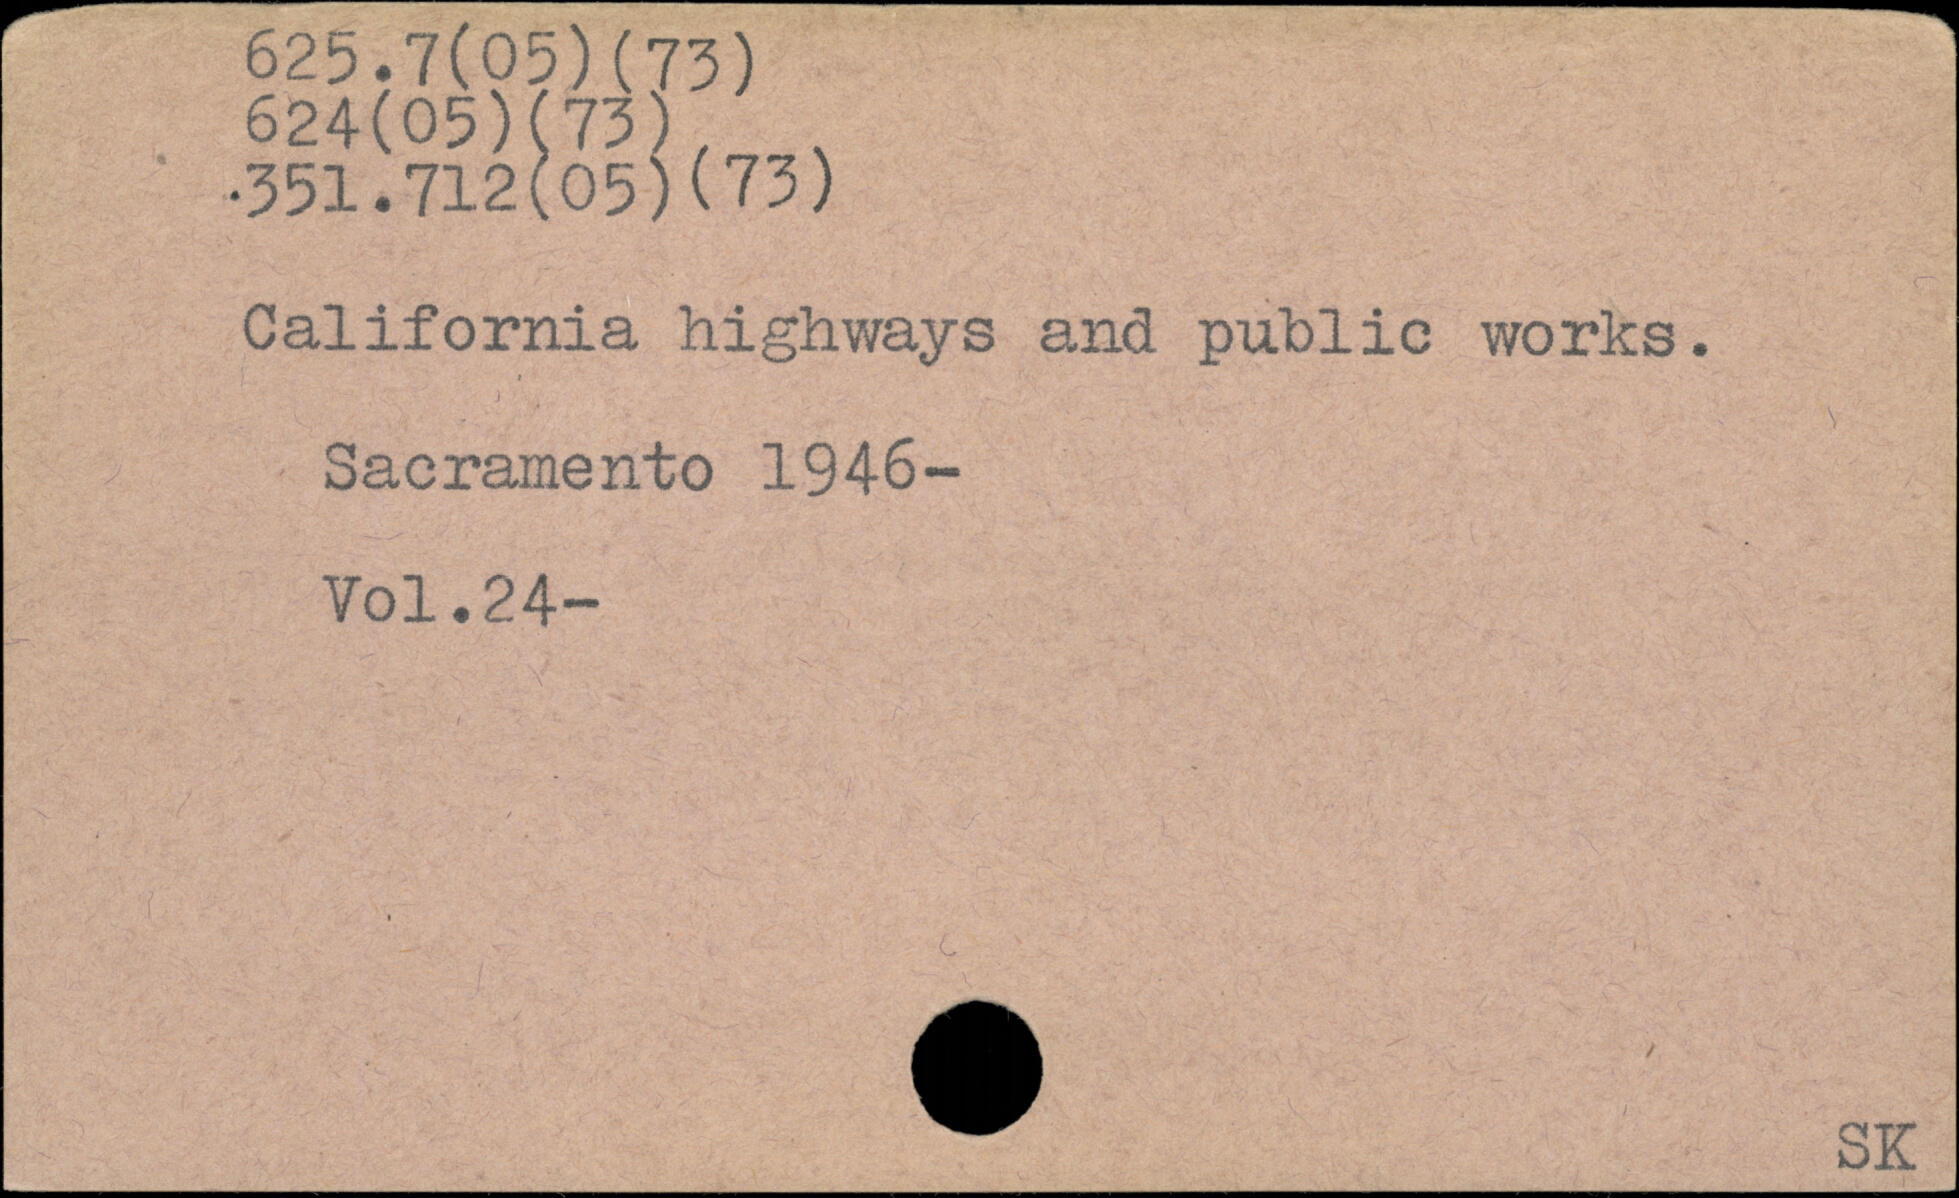 625.7(05)(73)
624(05)(73)
.351.712(05)(73)
California highways and public works.
Sacramento 1946-
Vol.24-
SK